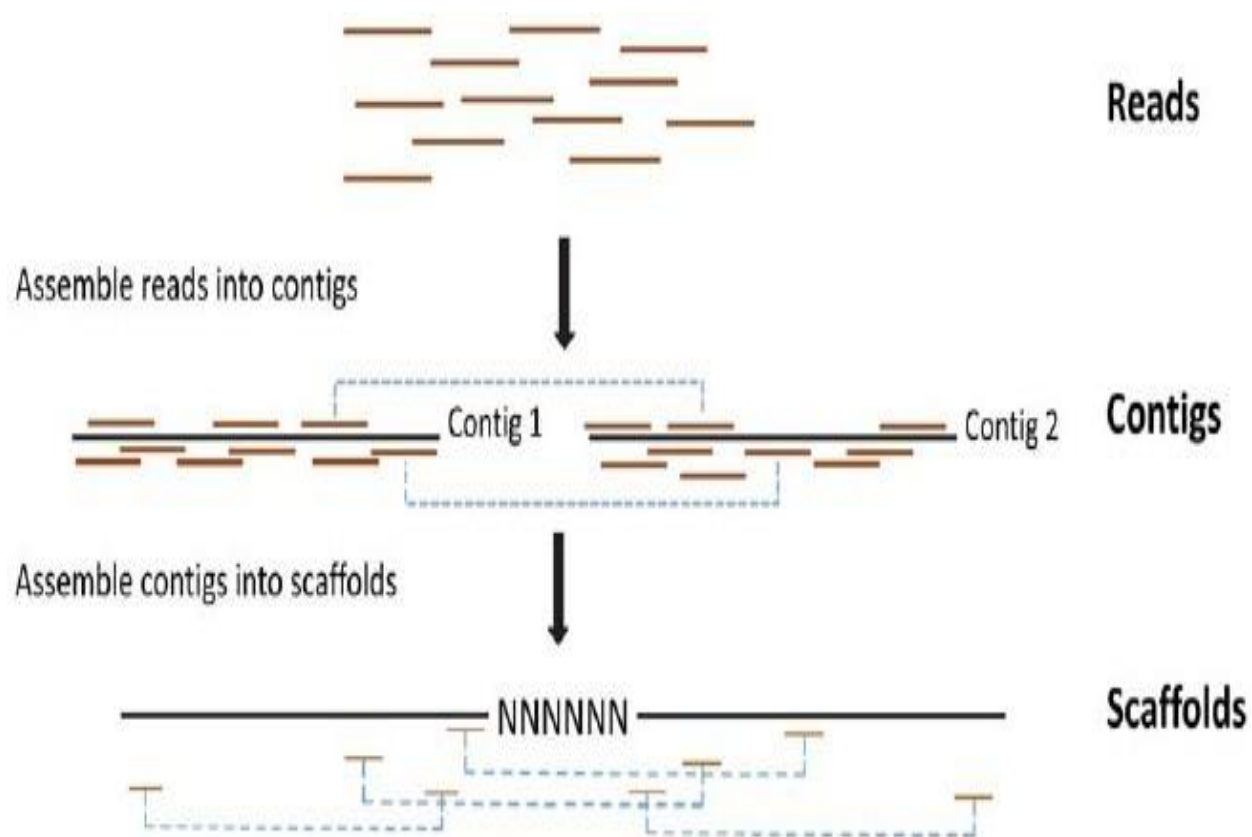 Reads
Assemble reads into contigs
Contig 1
Contig 2
Contigs
Assemble contigs into scaffolds
NNNNNN
Scaffolds